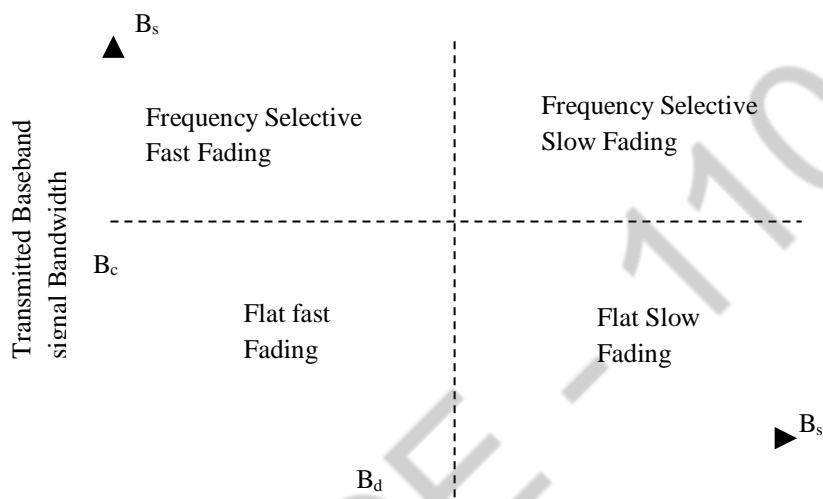 Bs
Frequency Selective
Fast Fading
Frequency Selective
Slow Fading
Transmitted Baseband
signal Bandwidth
Bc
Flat fast
Fading
Flat Slow
Fading
Bs
Bd
E - 110